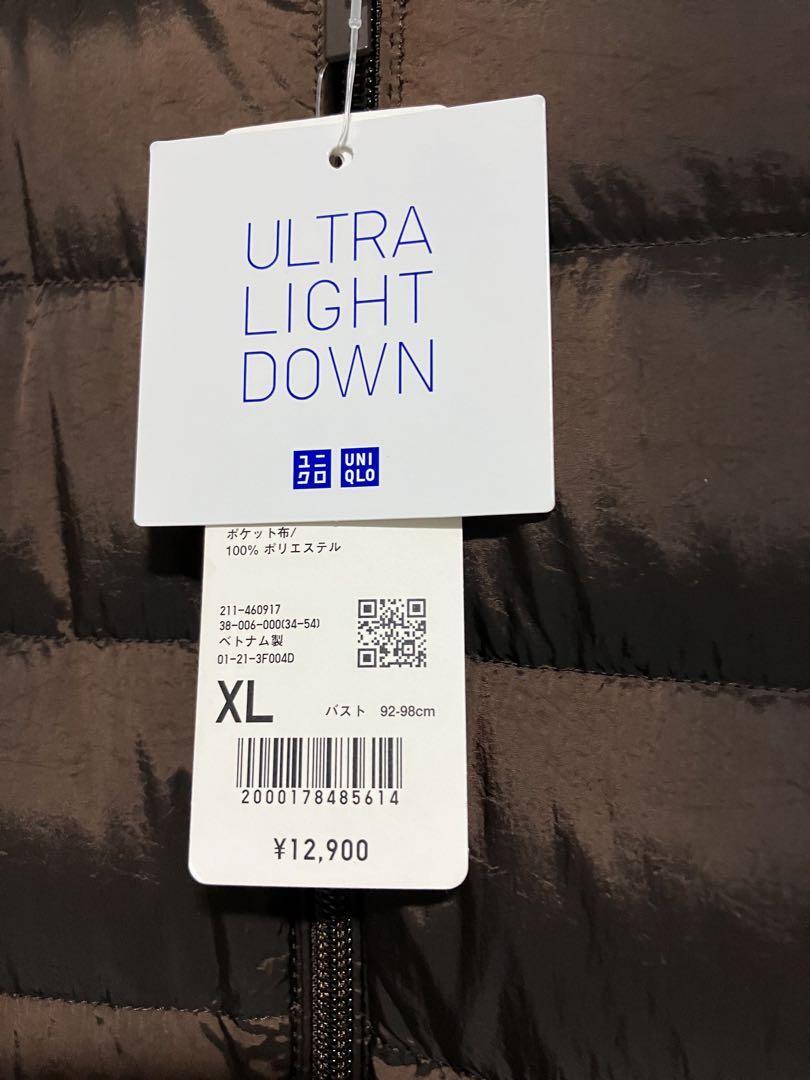 ULTRA
LIGHT
DOWN
ユニ
クロ
UNI
QLO
ポケット布/
100% ポリエステル
211-460917
38-006-000(34-54)
ベトナム製
01-21-3F004D
XL
バスト 92-98cm
2000178485614
¥12,900